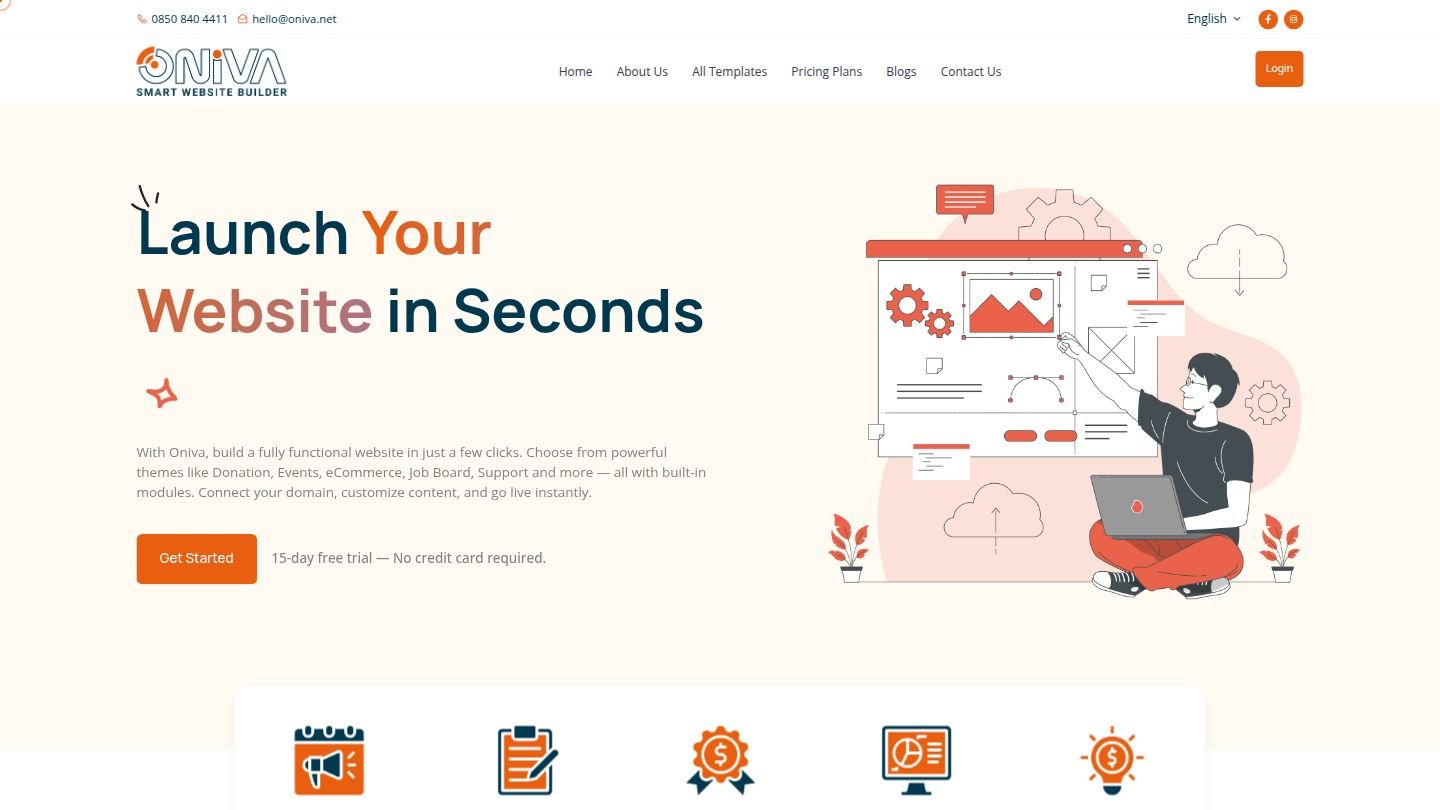 0850 840 4411 hello@oniva.net
English
ONiVA
SMART WEBSITE BUILDER
Home About Us All Templates Pricing Plans Blogs Contact Us
Login
Launch Your
Website in Seconds
With Oniva, build a fully functional website in just a few clicks. Choose from powerful
themes like Donation, Events, eCommerce, Job Board, Support and more — all with built-in
modules. Connect your domain, customize content, and go live instantly.
Get Started
15-day free trial — No credit card required.